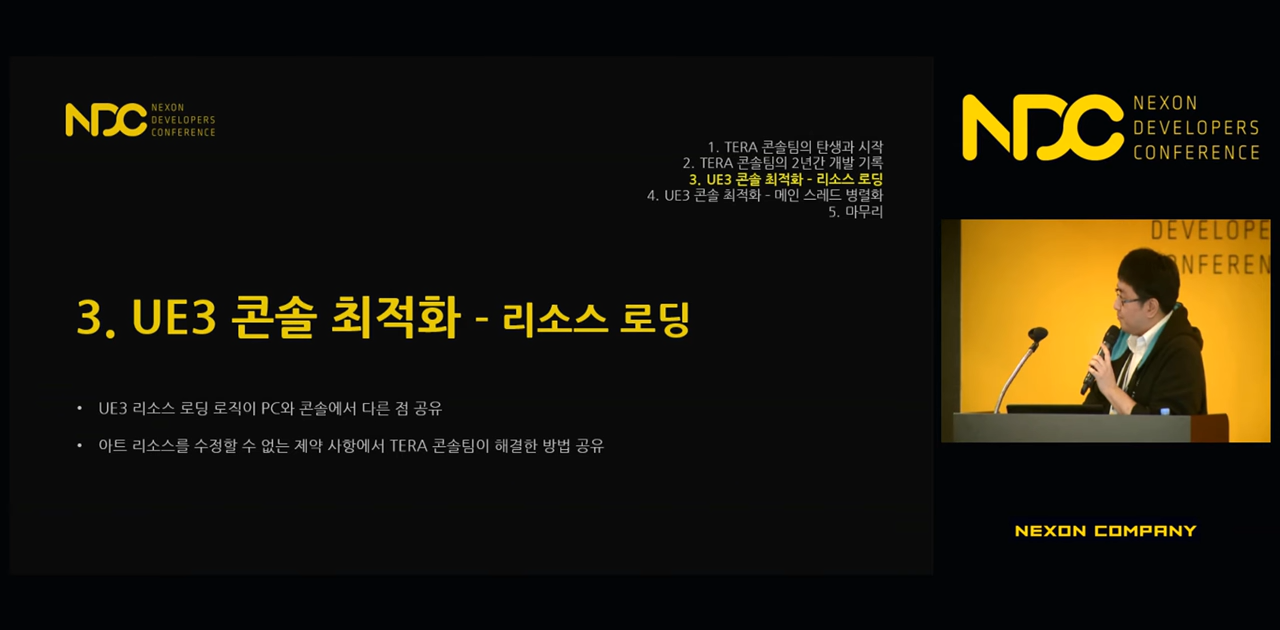 NDC NEXON
DEVELOPERS
CONFERENCE
1. TERA 콘솔팀의 탄생과 시작
2. TERA 콘솔팀의 2년간 개발 기록
3. UE3 콘솔 최적화 - 리소스 로딩
4. UE3 콘솔 최적화 - 메인 스레드 병렬화
5. 마무리
3. UE3 콘솔 최적화 - 리소스 로딩
• UE3 리소스 로딩 로직이 PC와 콘솔에서 다른 점 공유
• 아트 리소스를 수정할 수 없는 제약 사항에서 TERA 콘솔팀이 해결한 방법 공유
NDC NEXON
DEVELOPERS
CONFERENCE
DEVELOPE
ONFEREN
NEXON COMPANY